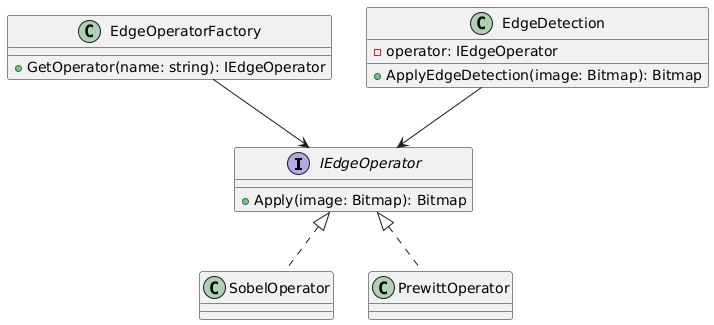 C EdgeOperatorFactory
GetOperator(name: string): IEdgeOperator
C EdgeDetection
operator: IEdgeOperator
ApplyEdgeDetection(image: Bitmap): Bitmap
I IEdgeOperator
Apply(image: Bitmap): Bitmap
C SobelOperator
C PrewittOperator